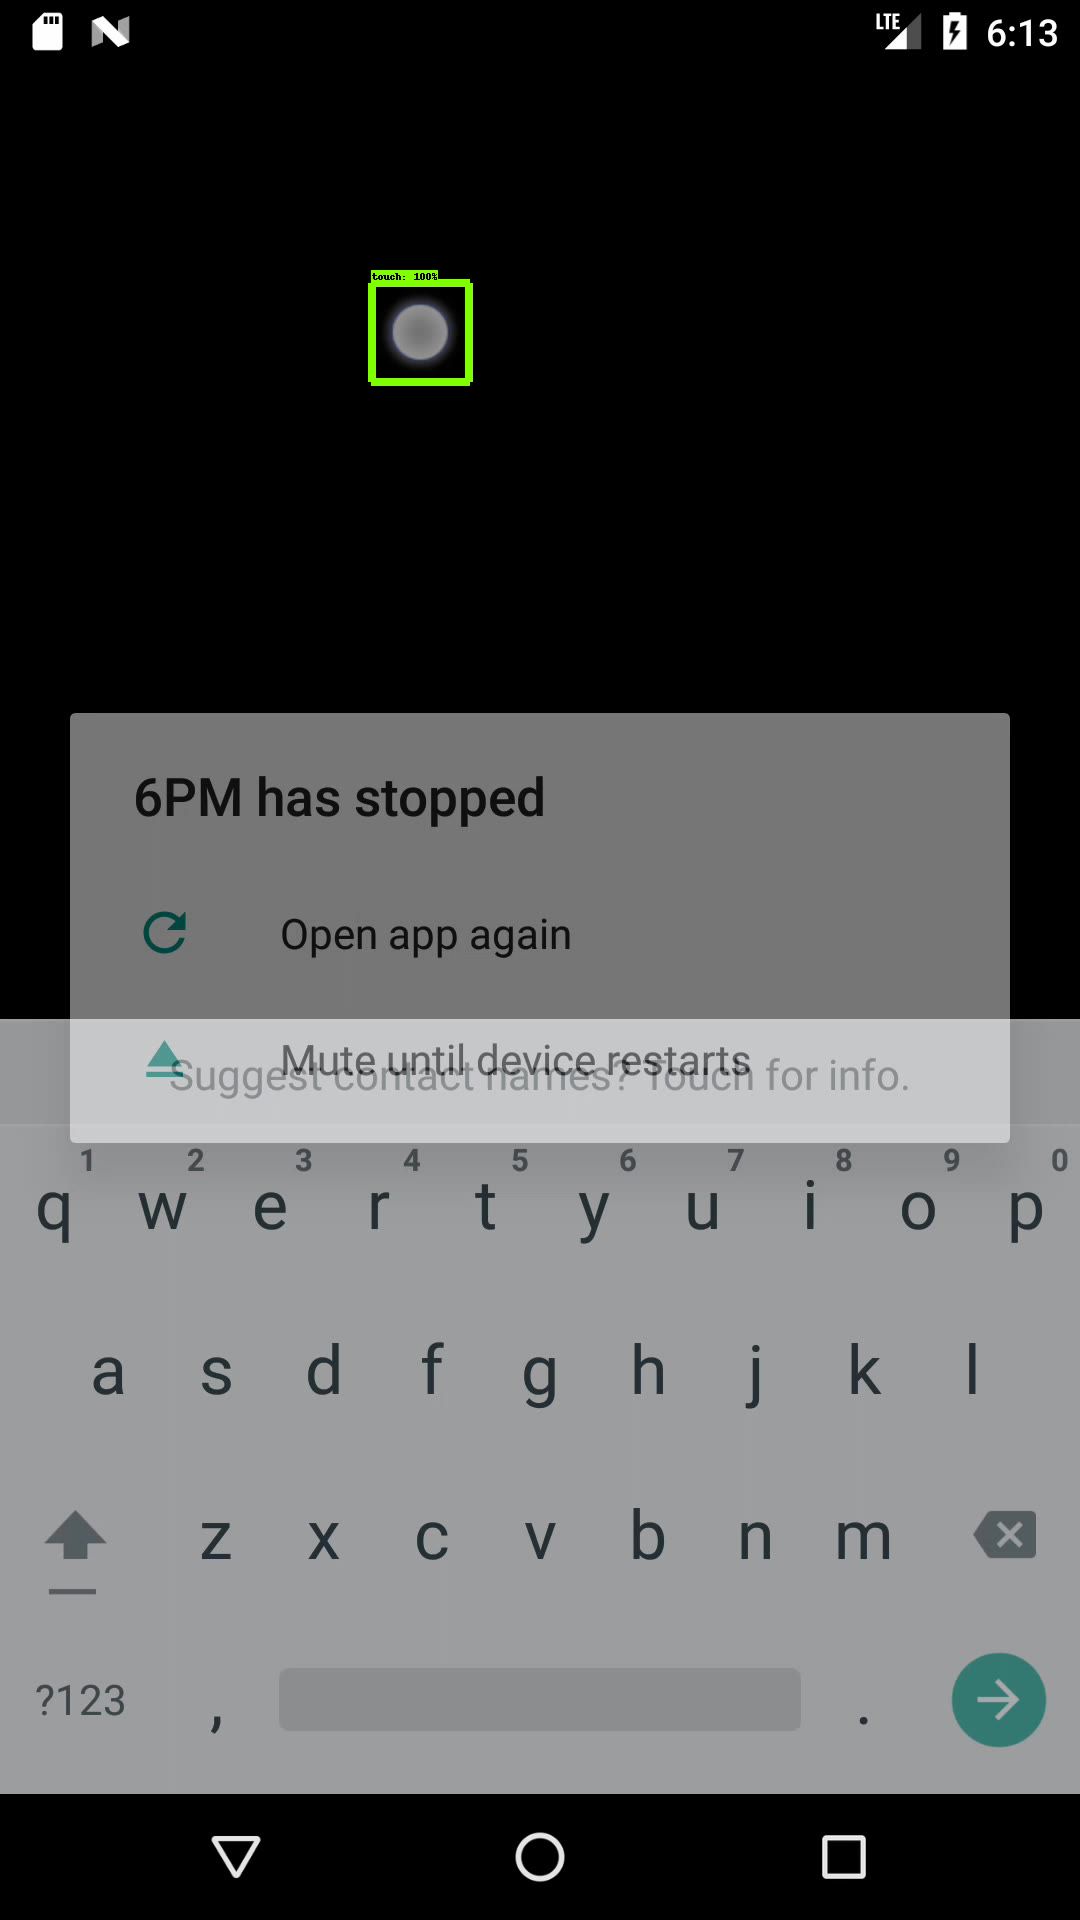 LTE 6:13
touch: 100%
6PM has stopped
Open app again
Mute until device restarts
Suggest contact names? Touch for info.
1 2 3 4 5 6 7 8 9 0
q w e r t y u i o p
a s d f g h j k l
z x c v b n m
?123 , .